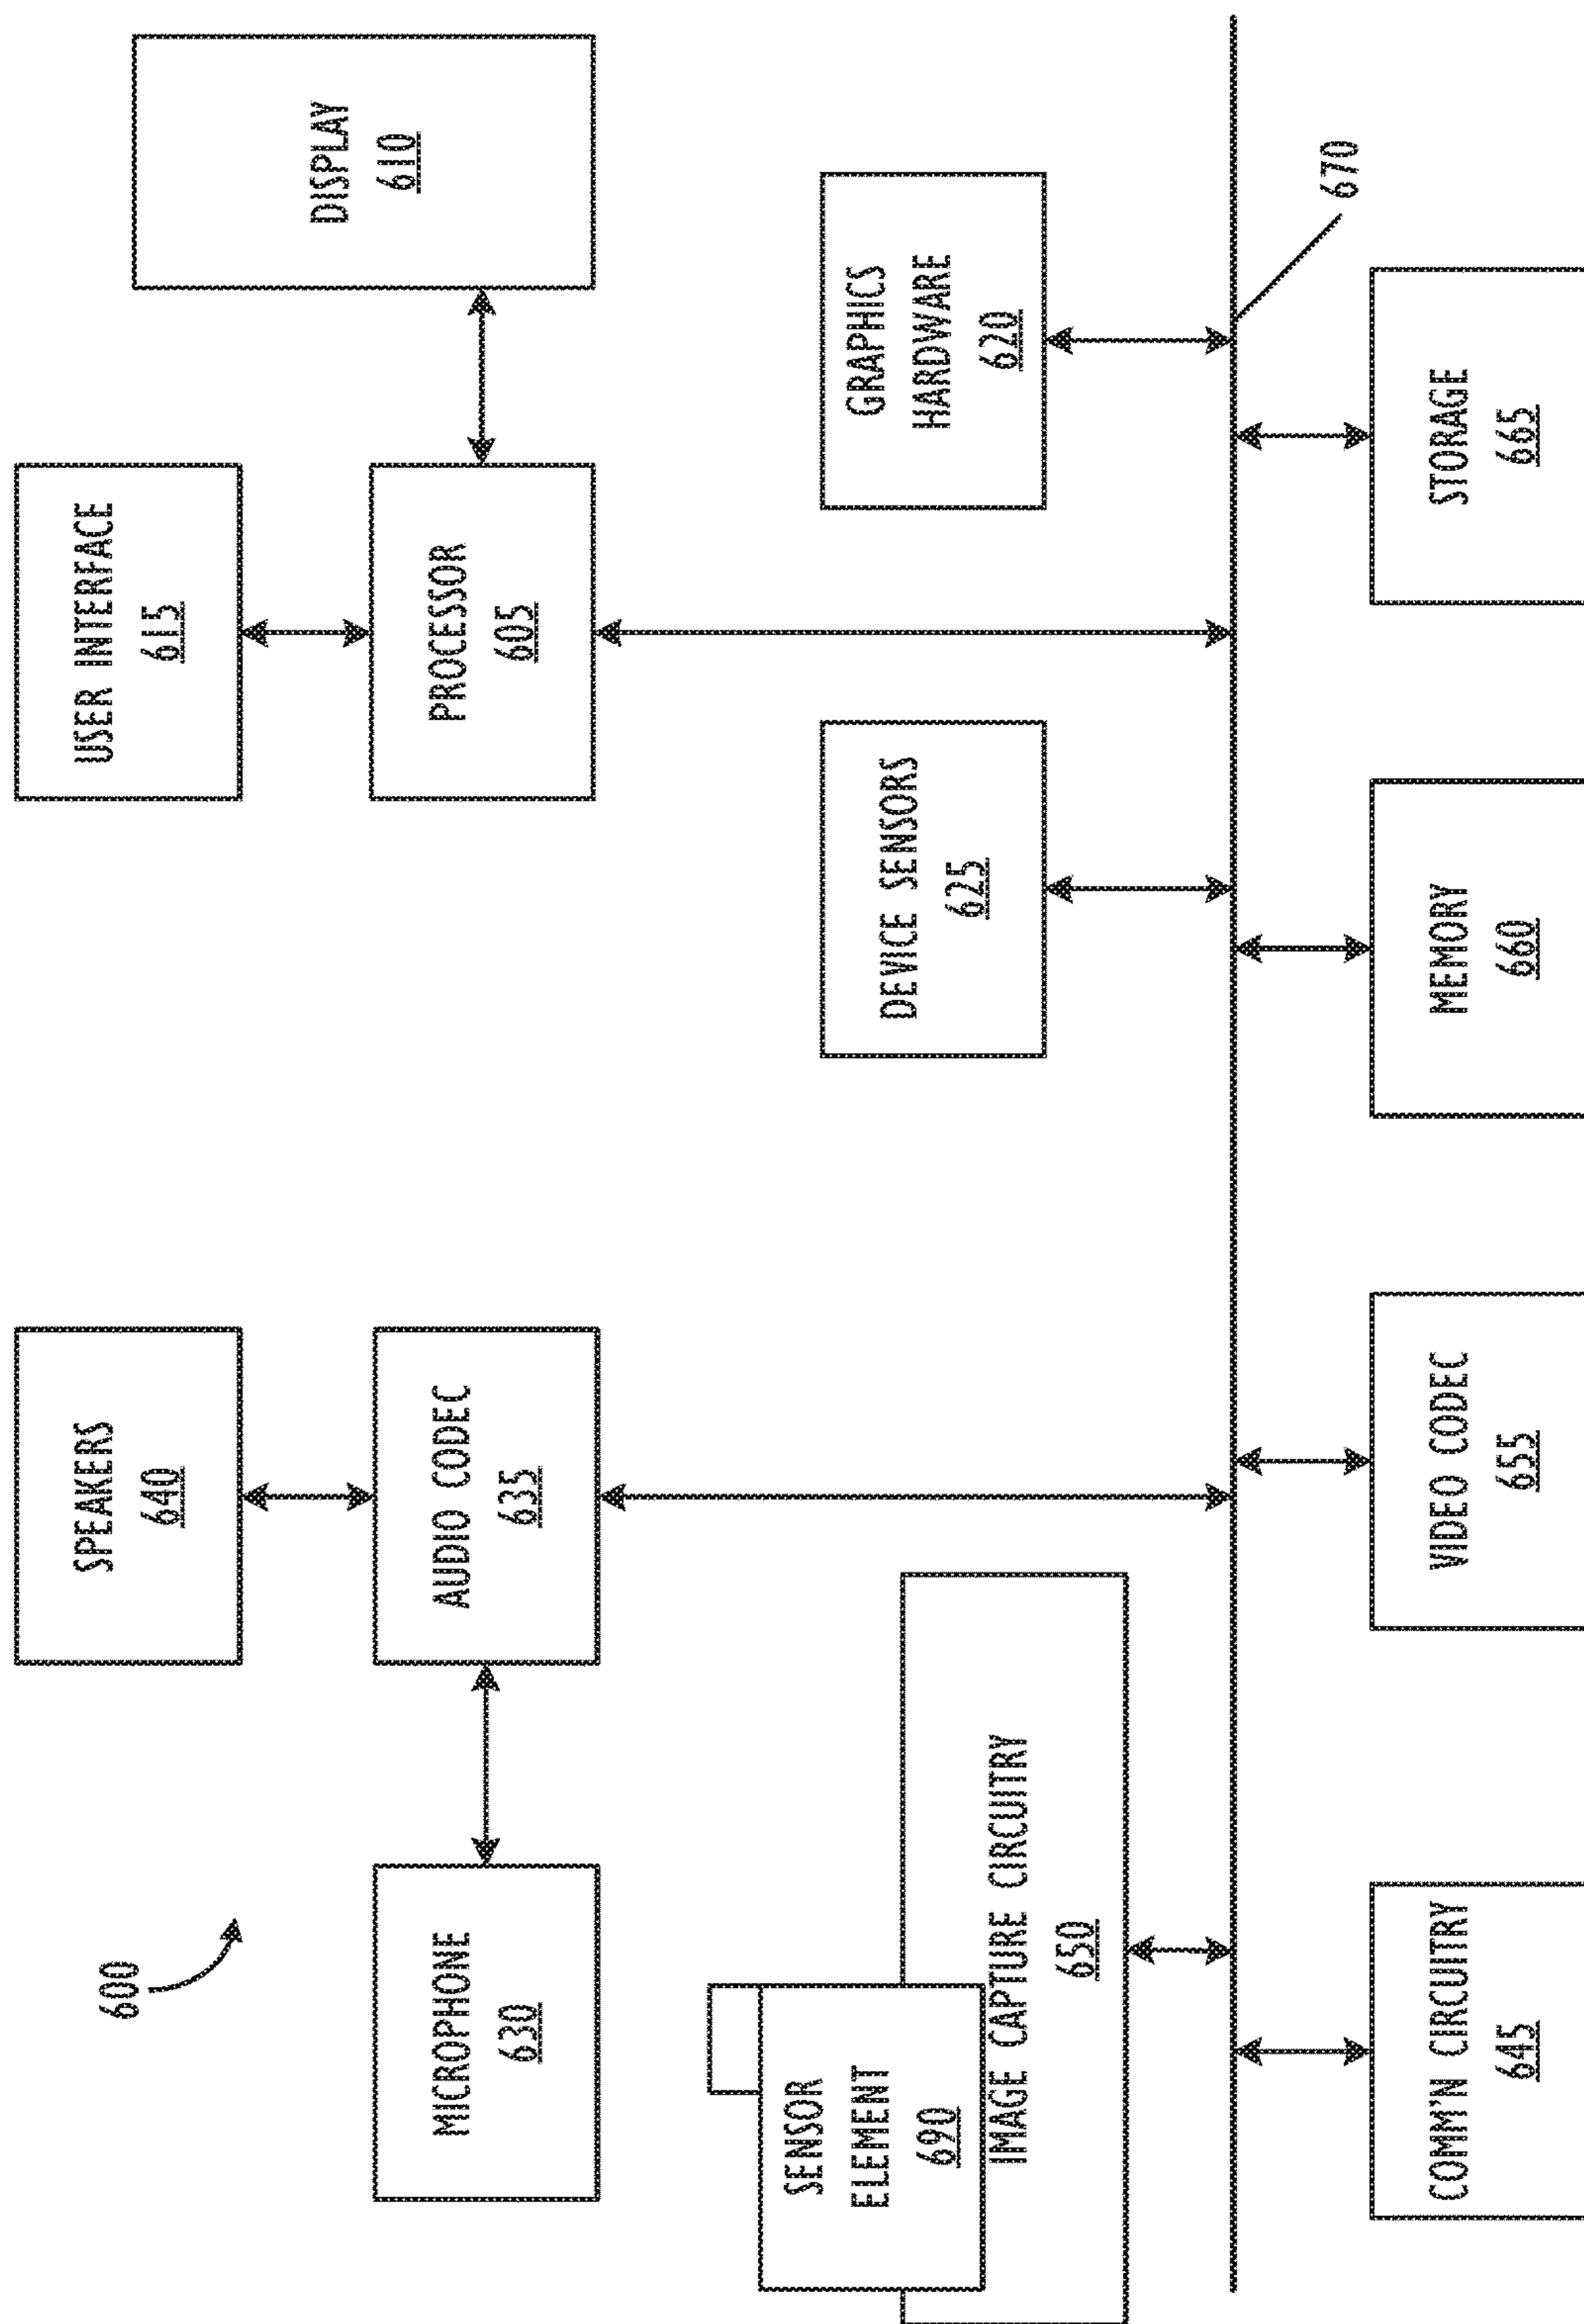 600
SPEAKERS
640
USER INTERFACE
615
MICROPHONE
630
AUDIO CODEC
635
PROCESSOR
605
DISPLAY
610
SENSOR
ELEMENT
690
IMAGE CAPTURE CIRCUITRY
650
DEVICE SENSORS
625
GRAPHICS
HARDWARE
620
670
COMM'N CIRCUITRY
645
VIDEO CODEC
655
MEMORY
660
STORAGE
665